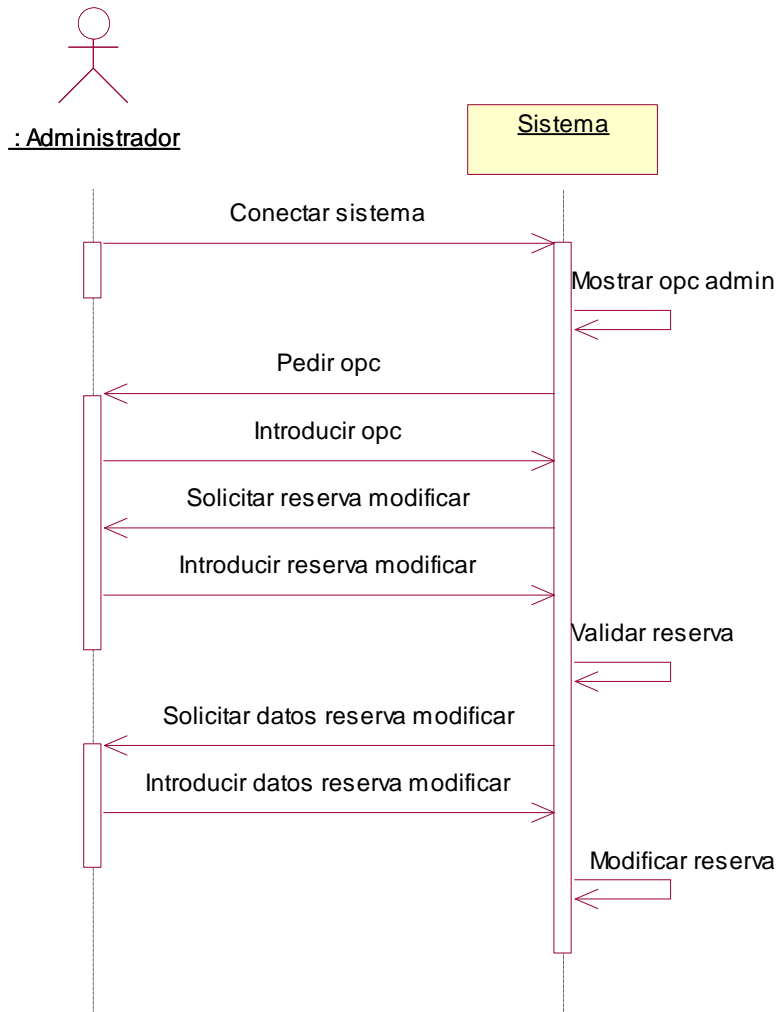 : Administrador
Sistema
Conectar sistema
Mostrar opc admin
Pedir opc
Introducir opc
Solicitar reserva modificar
Introducir reserva modificar
Validar reserva
Solicitar datos reserva modificar
Introducir datos reserva modificar
Modificar reserva